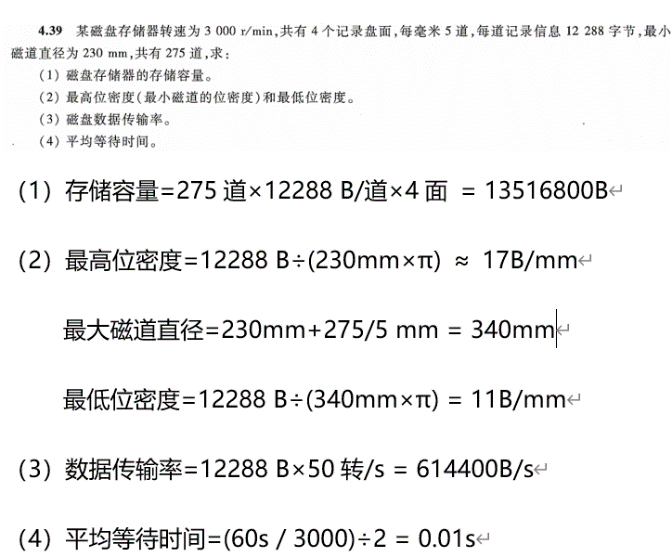 4.39 某磁盘存储器转速为 3 000 r/min,共有 4 个记录盘面,每毫米 5 道,每道记录信息 12 288 字节,最小
磁道直径为 230 mm,共有 275 道,求:
(1) 磁盘存储器的存储容量。
(2) 最高位密度(最小磁道的位密度)和最低位密度。
(3) 磁盘数据传输率。
(4) 平均等待时间。
(1) 存储容量=275 道×12288 B/道×4 面 = 13516800B↵
(2) 最高位密度=12288 B÷(230mm×π) ≈ 17B/mm↵
最大磁道直径=230mm+275/5 mm = 340mm↵
最低位密度=12288 B÷(340mm×π) = 11B/mm↵
(3) 数据传输率=12288 B×50 转/s = 614400B/s↵
(4) 平均等待时间=(60s / 3000)÷2 = 0.01s↵